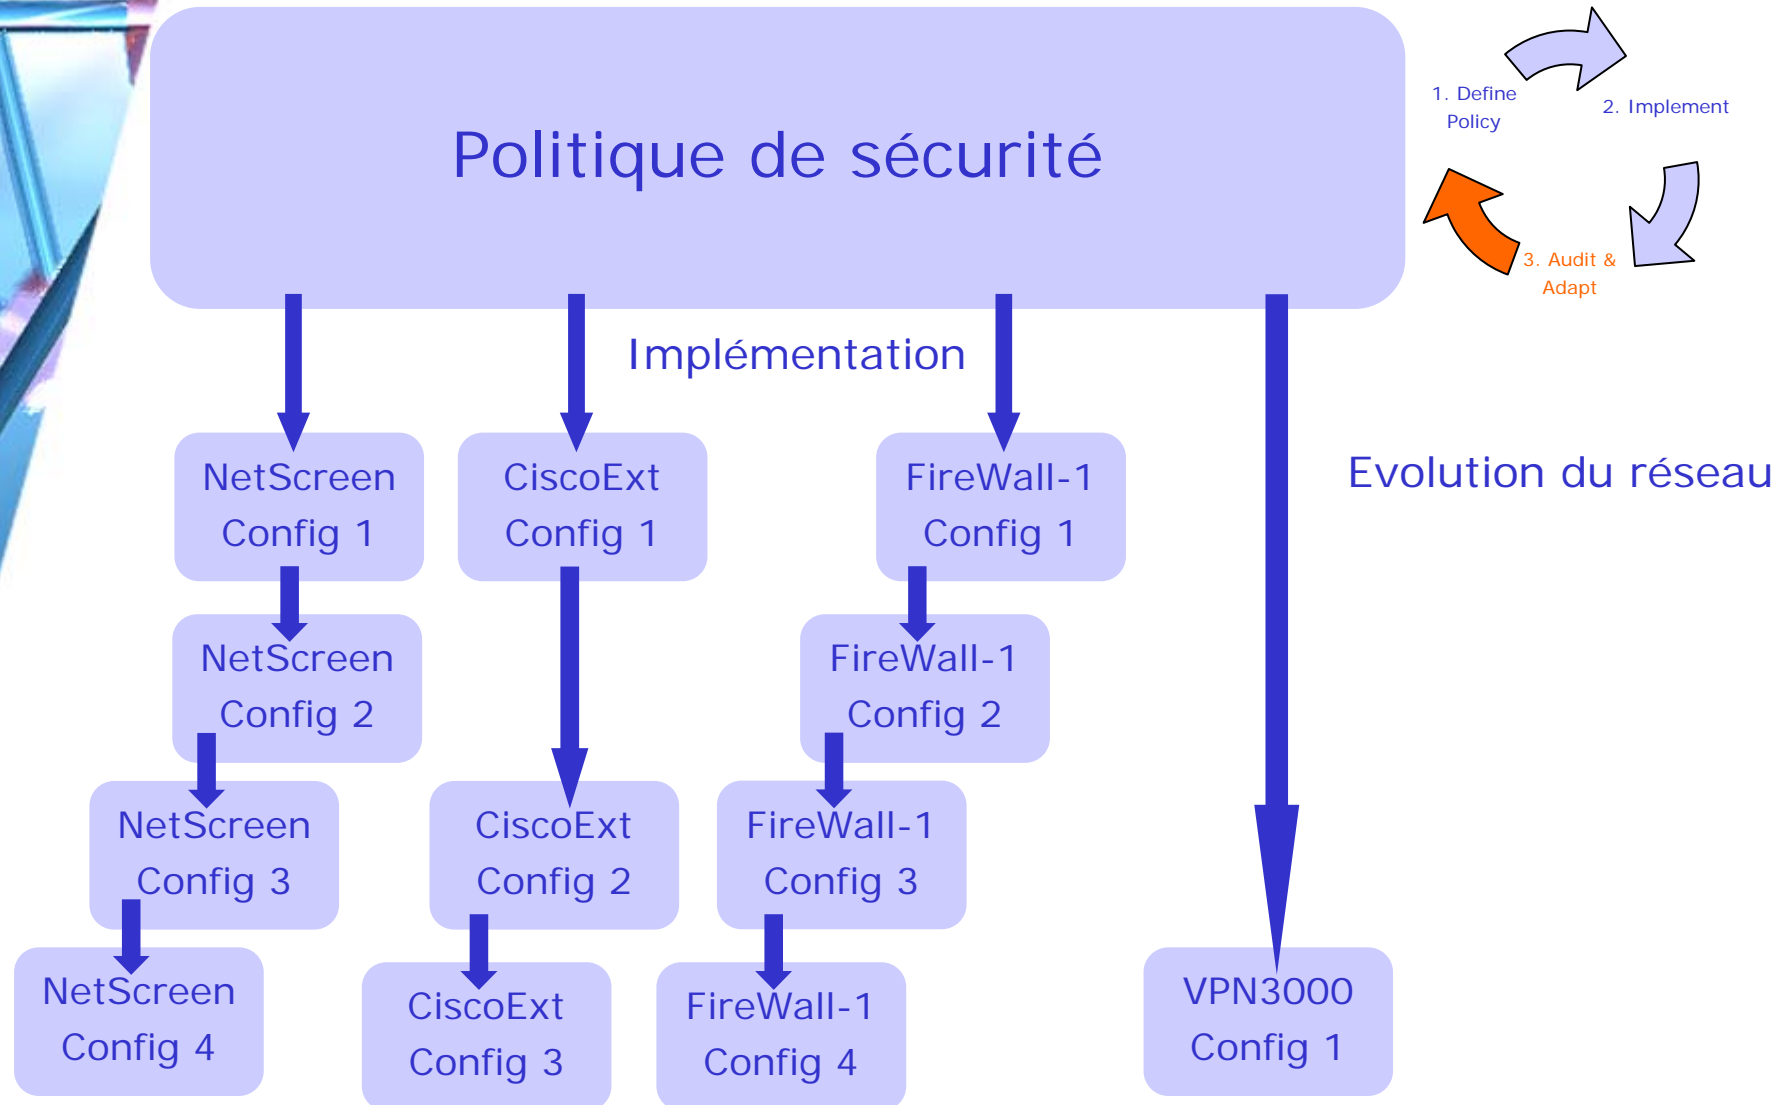 Politique de sécurité
1. Define
Policy
2. Implement
3. Audit &
Adapt
Implémentation
Evolution du réseau
NetScreen
Config 1
CiscoExt
Config 1
FireWall-1
Config 1
NetScreen
Config 2
FireWall-1
Config 2
NetScreen
Config 3
CiscoExt
Config 2
FireWall-1
Config 3
NetScreen
Config 4
CiscoExt
Config 3
FireWall-1
Config 4
VPN3000
Config 1